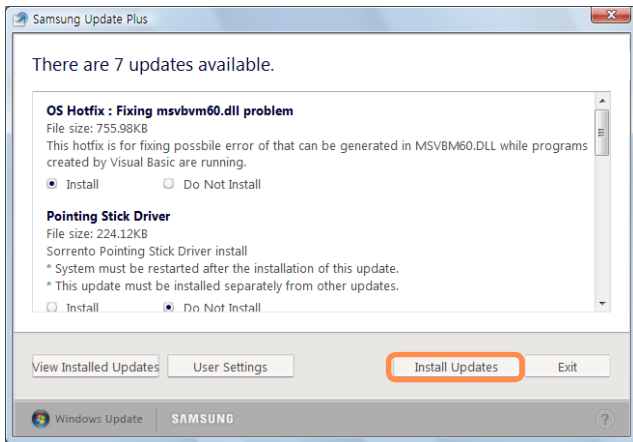 Samsung Update Plus
There are 7 updates available.
OS Hotfix : Fixing msvbvm60.dll problem
File size: 755.98KB
This hotfix is for fixing possbile error of that can be generated in MSVBM60.DLL while programs
created by Visual Basic are running.
Install Do Not Install
Pointing Stick Driver
File size: 224.12KB
Sorrento Pointing Stick Driver install
* System must be restarted after the installation of this update.
* This update must be installed separately from other updates.
Install Do Not Install
View Installed Updates User Settings Install Updates Exit
Windows Update SAMSUNG ?